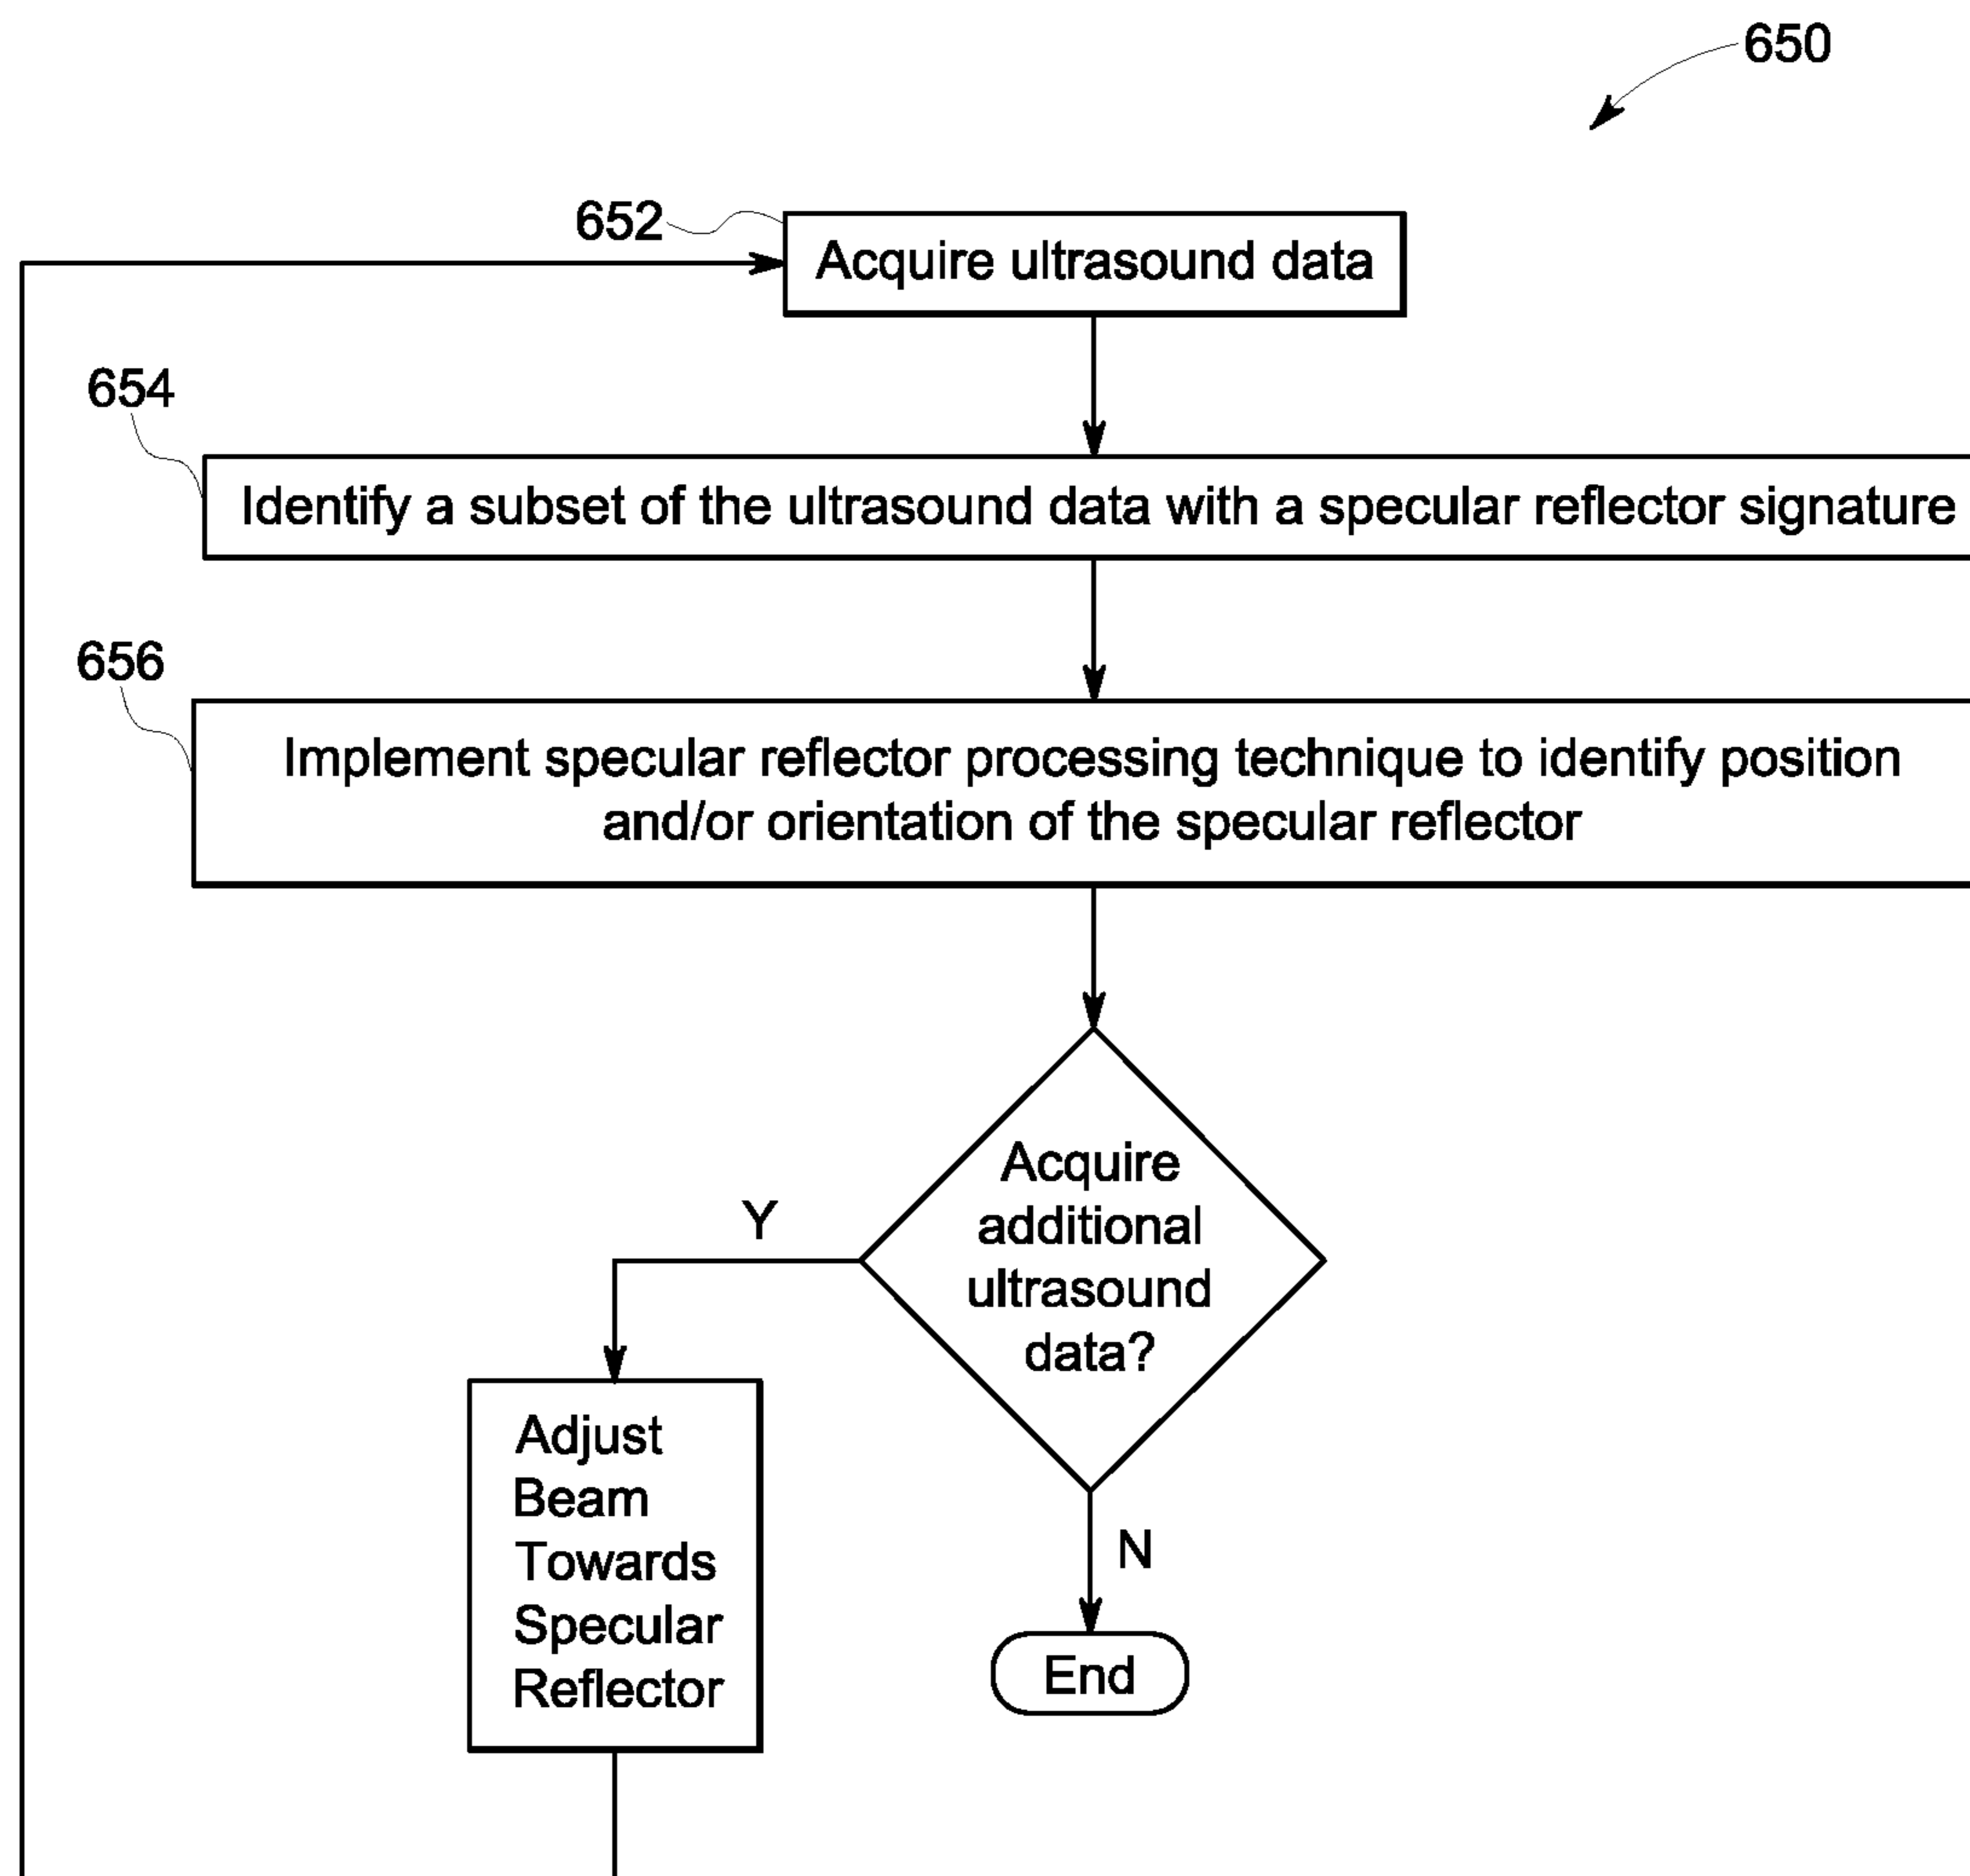 650
652
Acquire ultrasound data
654
Identify a subset of the ultrasound data with a specular reflector signature
656
Implement specular reflector processing technique to identify position
and/or orientation of the specular reflector
Acquire
additional
ultrasound
data?
Y
N
Adjust
Beam
Towards
Specular
Reflector
End